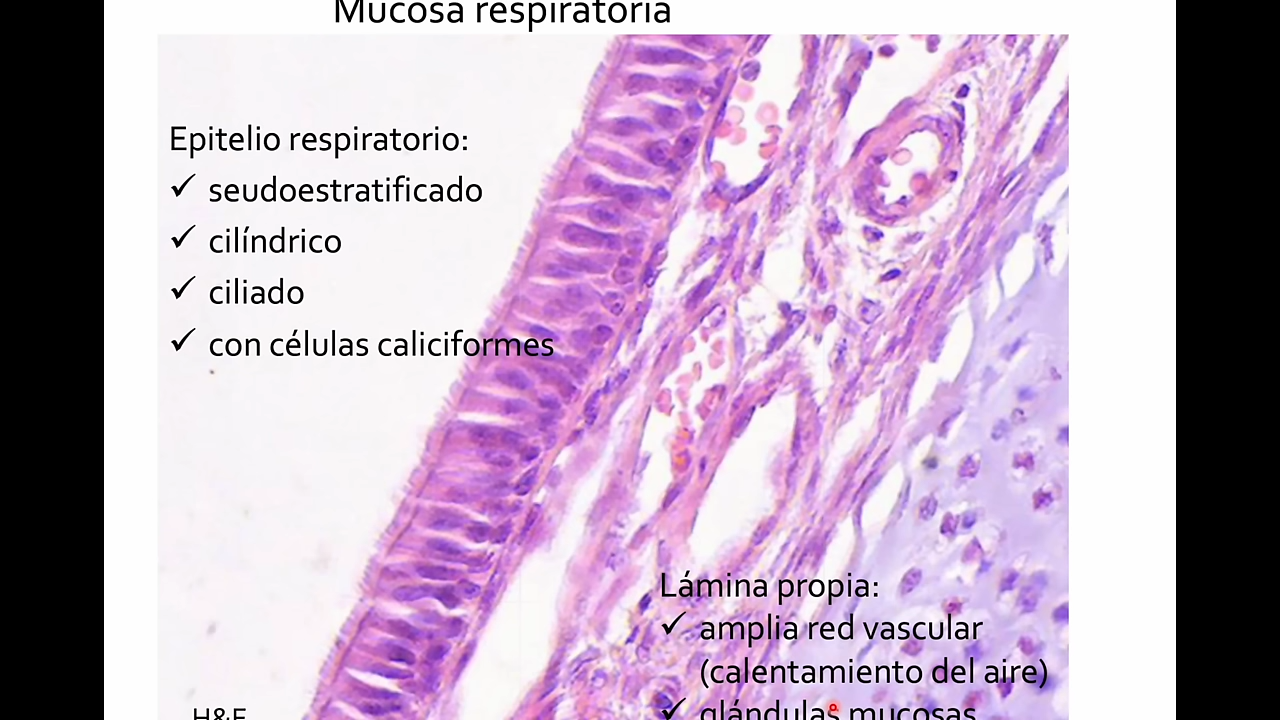 Mucosa respiratoria
Epitelio respiratorio:
✓ seudoestratificado
✓ cilíndrico
✓ ciliado
✓ con células caliciformes
Lámina propia:
✓ amplia red vascular
(calentamiento del aire)
✓ glándulas mucosas
H&E